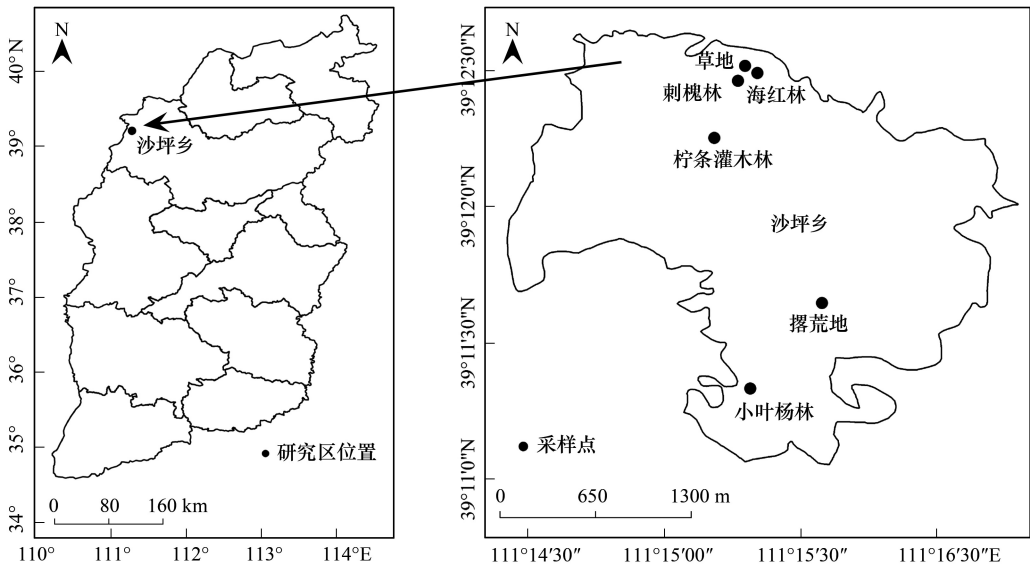 N
40°N
39°
38°
37°
36°
35°
34°
沙坪乡
研究区位置
0 80 160 km
110° 111° 112° 113° 114°E
N
39°12′30″N
39°12′0″N
39°11′30″N
39°11′0″N
草地
刺槐林 海红林
柠条灌木林
沙坪乡
撂荒地
小叶杨林
采样点
0 650 1300 m
111°14′30″ 111°15′00″ 111°15′30″ 111°16′30″E